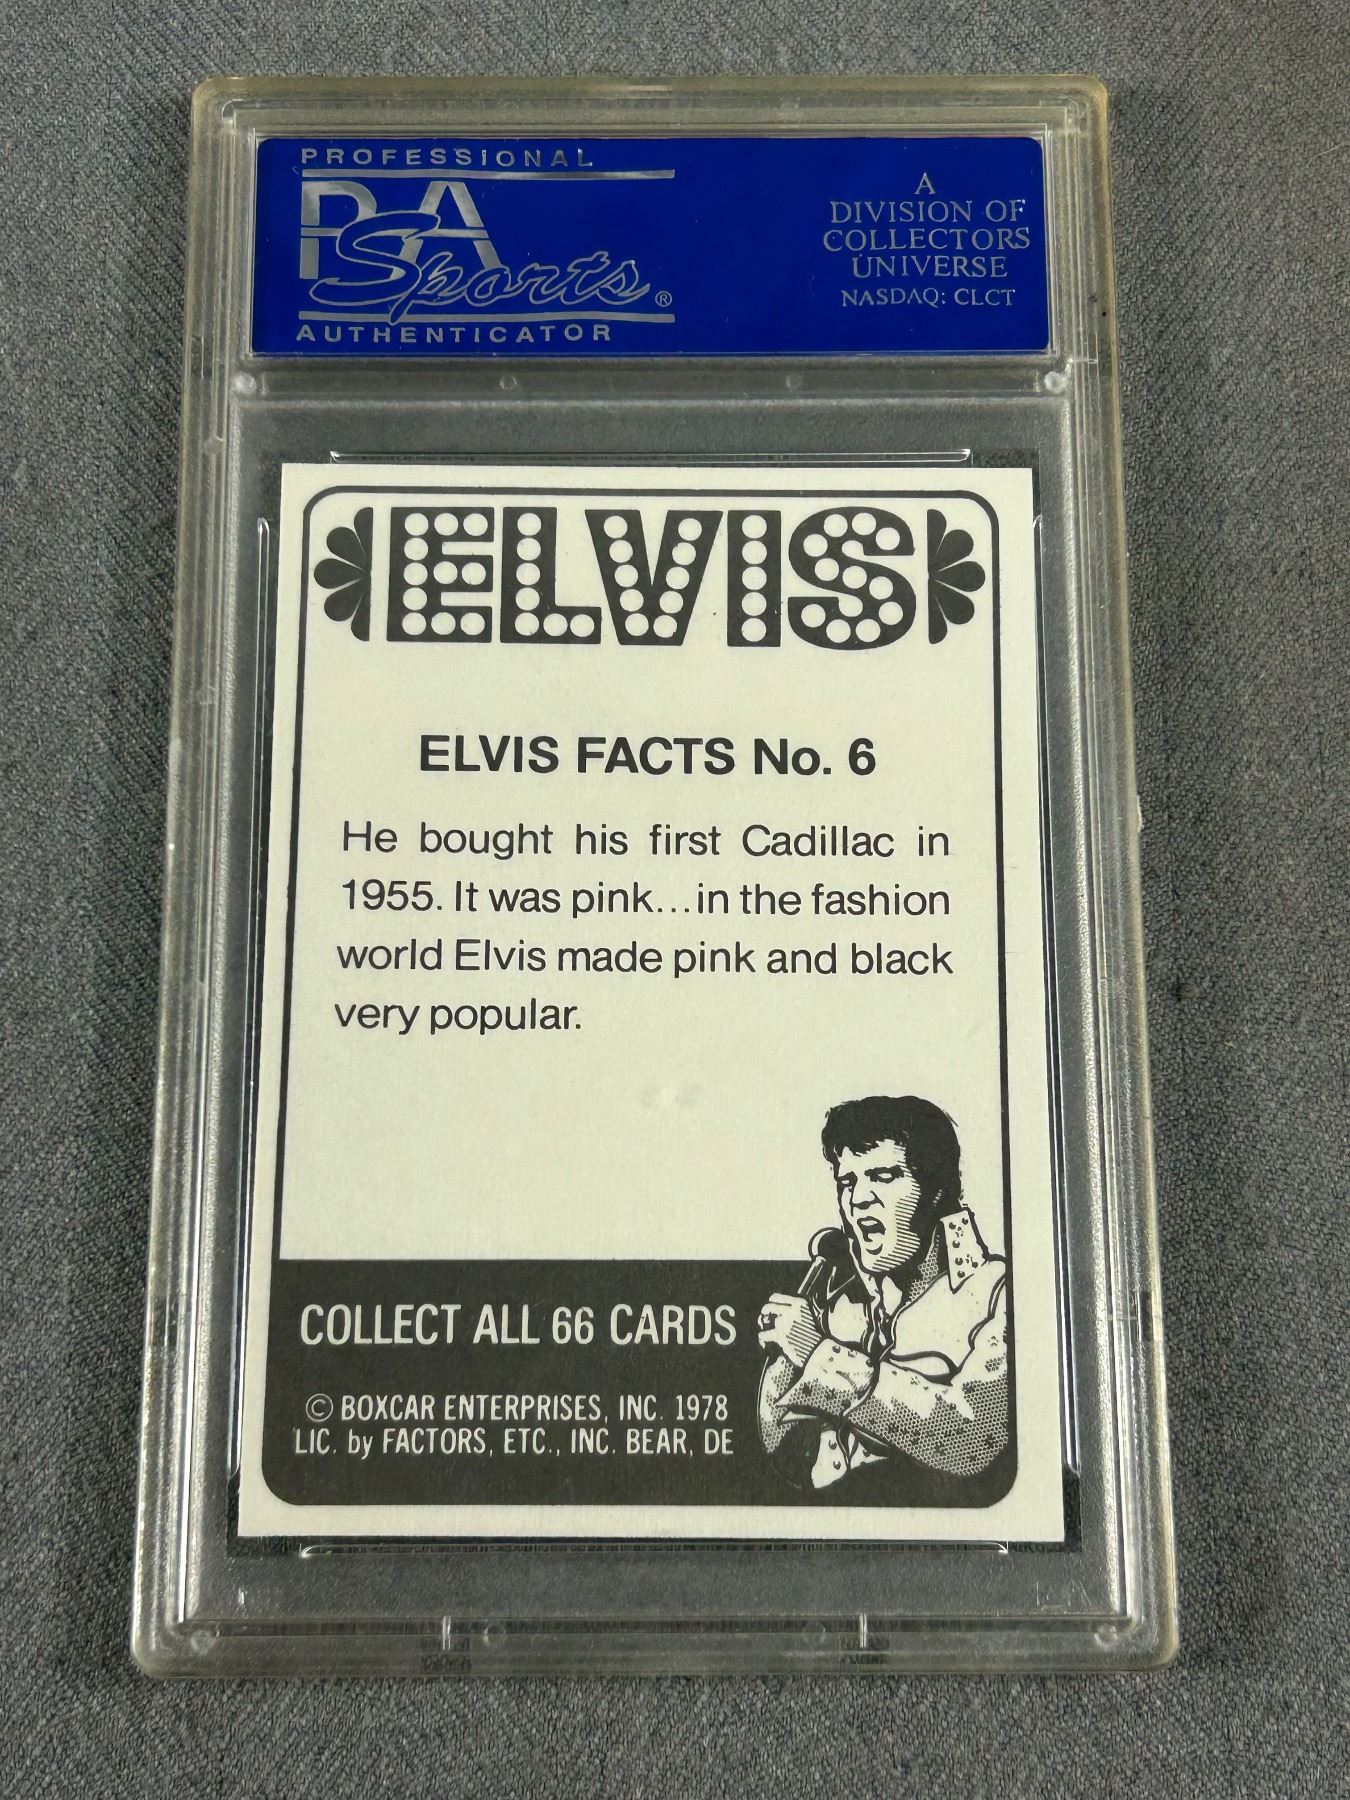 PROFESSIONAL
PSA
Sports®
AUTHENTICATOR
A
DIVISION OF
COLLECTORS
UNIVERSE
NASDAQ: CLCT
ELVIS
ELVIS FACTS No. 6
He bought his first Cadillac in
1955. It was pink...in the fashion
world Elvis made pink and black
very popular.
COLLECT ALL 66 CARDS
© BOXCAR ENTERPRISES, INC. 1978
LIC. by FACTORS, ETC., INC. BEAR, DE